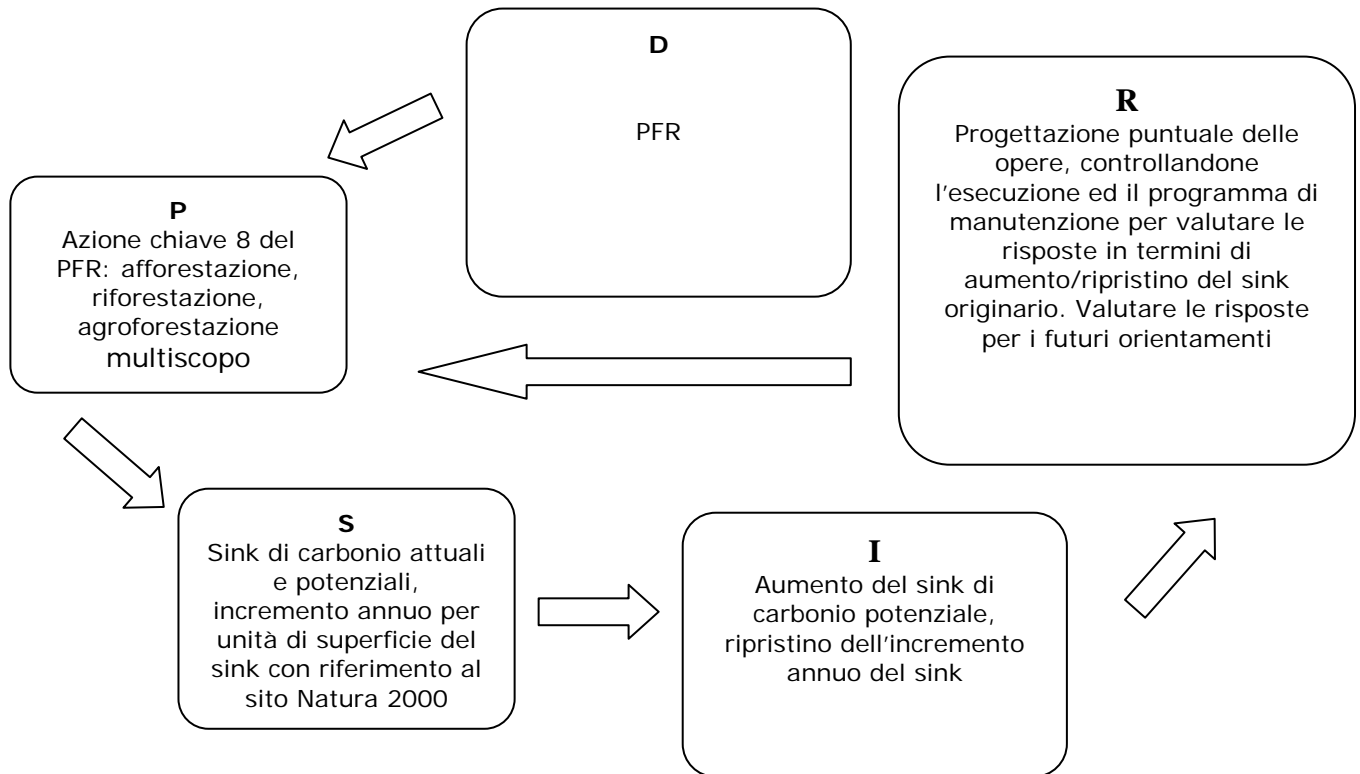 D
PFR
R
Progettazione puntuale delle
opere, controllandone
l'esecuzione ed il programma di
manutenzione per valutare le
risposte in termini di
aumento/ripristino del sink
originario. Valutare le risposte
per i futuri orientamenti
P
Azione chiave 8 del
PFR: afforestazione,
riforestazione,
agroforestazione
multiscopo
S
Sink di carbonio attuali
e potenziali,
incremento annuo per
unità di superficie del
sink con riferimento al
sito Natura 2000
I
Aumento del sink di
carbonio potenziale,
ripristino dell'incremento
annuo del sink